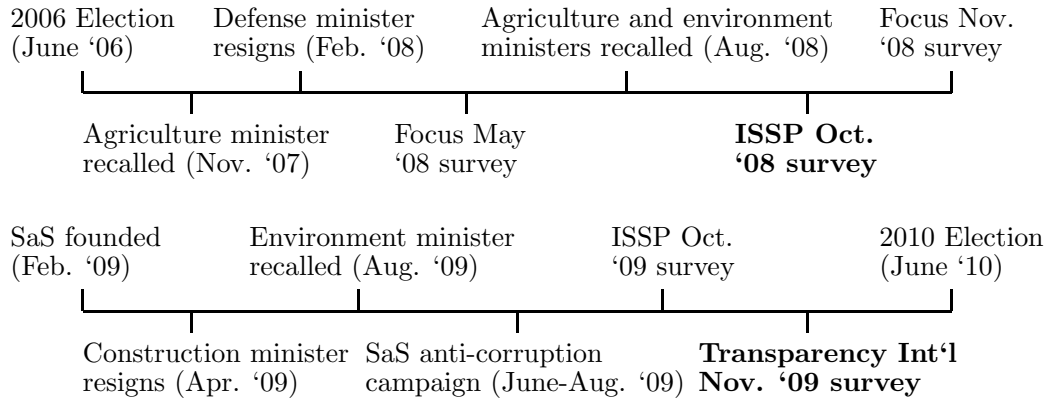 2006 Election
(June ‘06)
Defense minister
resigns (Feb. ‘08)
Agriculture and environment
ministers recalled (Aug. ‘08)
Focus Nov.
‘08 survey
Agriculture minister
recalled (Nov. ‘07)
Focus May
‘08 survey
ISSP Oct.
‘08 survey
SaS founded
(Feb. ‘09)
Environment minister
recalled (Aug. ‘09)
ISSP Oct.
‘09 survey
2010 Election
(June ‘10)
Construction minister
resigns (Apr. ‘09)
SaS anti-corruption
campaign (June-Aug. ‘09)
Transparency Int‘l
Nov. ‘09 survey